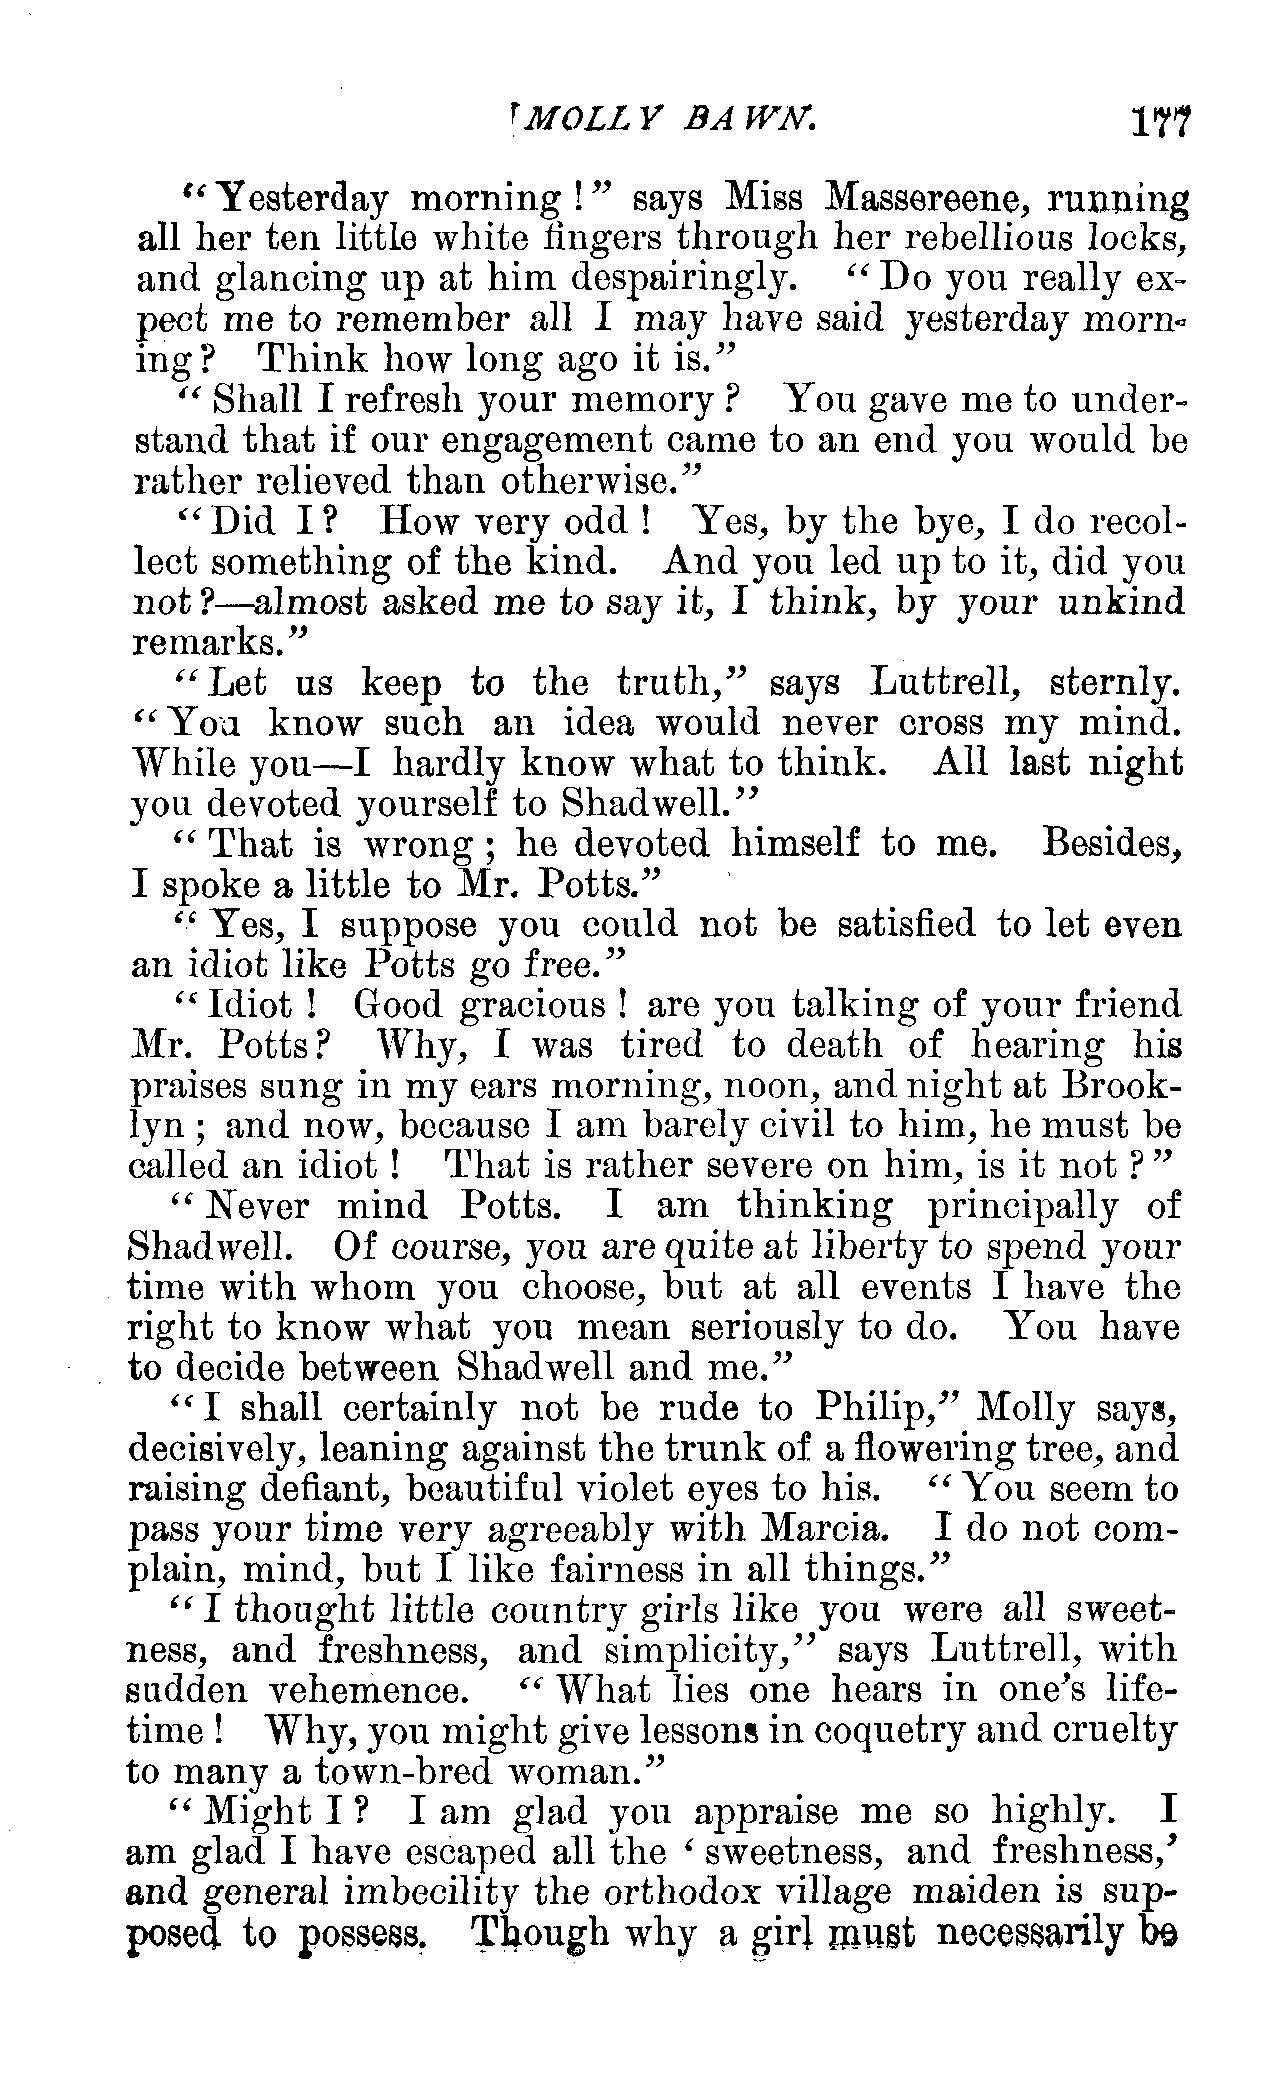 MOLLY BAWN. 177
"Yesterday morning!" says Miss Massereene, running
all her ten little white fingers through her rebellious locks,
and glancing up at him despairingly. "Do you really ex-
pect me to remember all I may have said yesterday morn-
ing? Think how long ago it is."
"Shall I refresh your memory? You gave me to under-
stand that if our engagement came to an end you would be
rather relieved than otherwise."
"Did I? How very odd! Yes, by the bye, I do recol-
lect something of the kind. And you led up to it, did you
not?—almost asked me to say it, I think, by your unkind
remarks."
"Let us keep to the truth," says Luttrell, sternly.
"You know such an idea would never cross my mind.
While you—I hardly know what to think. All last night
you devoted yourself to Shadwell."
"That is wrong; he devoted himself to me. Besides,
I spoke a little to Mr. Potts."
"Yes, I suppose you could not be satisfied to let even
an idiot like Potts go free."
"Idiot! Good gracious! are you talking of your friend
Mr. Potts? Why, I was tired to death of hearing his
praises sung in my ears morning, noon, and night at Brook-
lyn; and now, because I am barely civil to him, he must be
called an idiot! That is rather severe on him, is it not?"
"Never mind Potts. I am thinking principally of
Shadwell. Of course, you are quite at liberty to spend your
time with whom you choose, but at all events I have the
right to know what you mean seriously to do. You have
to decide between Shadwell and me."
"I shall certainly not be rude to Philip," Molly says,
decisively, leaning against the trunk of a flowering tree, and
raising defiant, beautiful violet eyes to his. "You seem to
pass your time very agreeably with Marcia. I do not com-
plain, mind, but I like fairness in all things."
"I thought little country girls like you were all sweet-
ness, and freshness, and simplicity," says Luttrell, with
sudden vehemence. "What lies one hears in one's life-
time! Why, you might give lessons in coquetry and cruelty
to many a town-bred woman."
"Might I? I am glad you appraise me so highly. I
am glad I have escaped all the 'sweetness, and freshness,'
and general imbecility the orthodox village maiden is sup-
posed to possess. Though why a girl must necessarily be